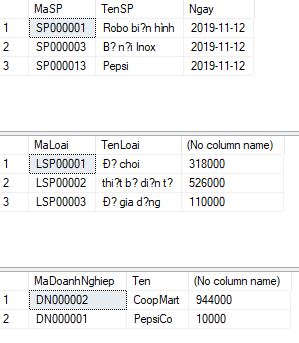 MaSP TenSP Ngay
1 SP000001 Robo bi?n hình 2019-11-12
2 SP000003 B? n?i Inox 2019-11-12
3 SP000013 Pepsi 2019-11-12
MaLoai TenLoai (No column name)
1 LSP00001 Đ? choi 318000
2 LSP00002 thi?t b? di?n t? 526000
3 LSP00003 Đ? gia d?ng 110000
MaDoanhNghiep Ten (No column name)
1 DN000002 CoopMart 944000
2 DN000001 PepsiCo 10000